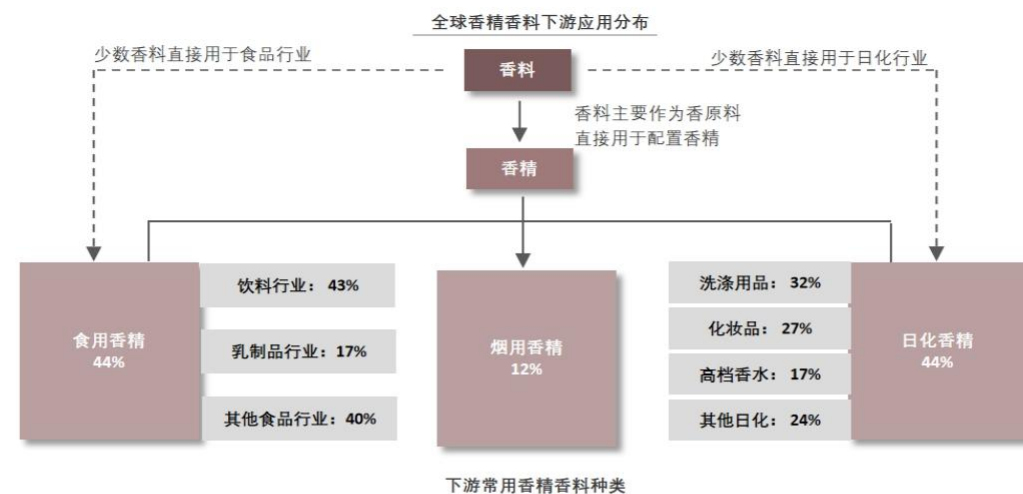 全球香精香料下游应用分布
少数香料直接用于食品行业
香料
少数香料直接用于日化行业
香料主要作为香原料
直接用于配置香精
香精
食用香精
44%
饮料行业：43%
乳制品行业：17%
其他食品行业：40%
烟用香精
12%
洗涤用品：32%
化妆品：27%
高档香水：17%
其他日化：24%
日化香精
44%
下游常用香精香料种类